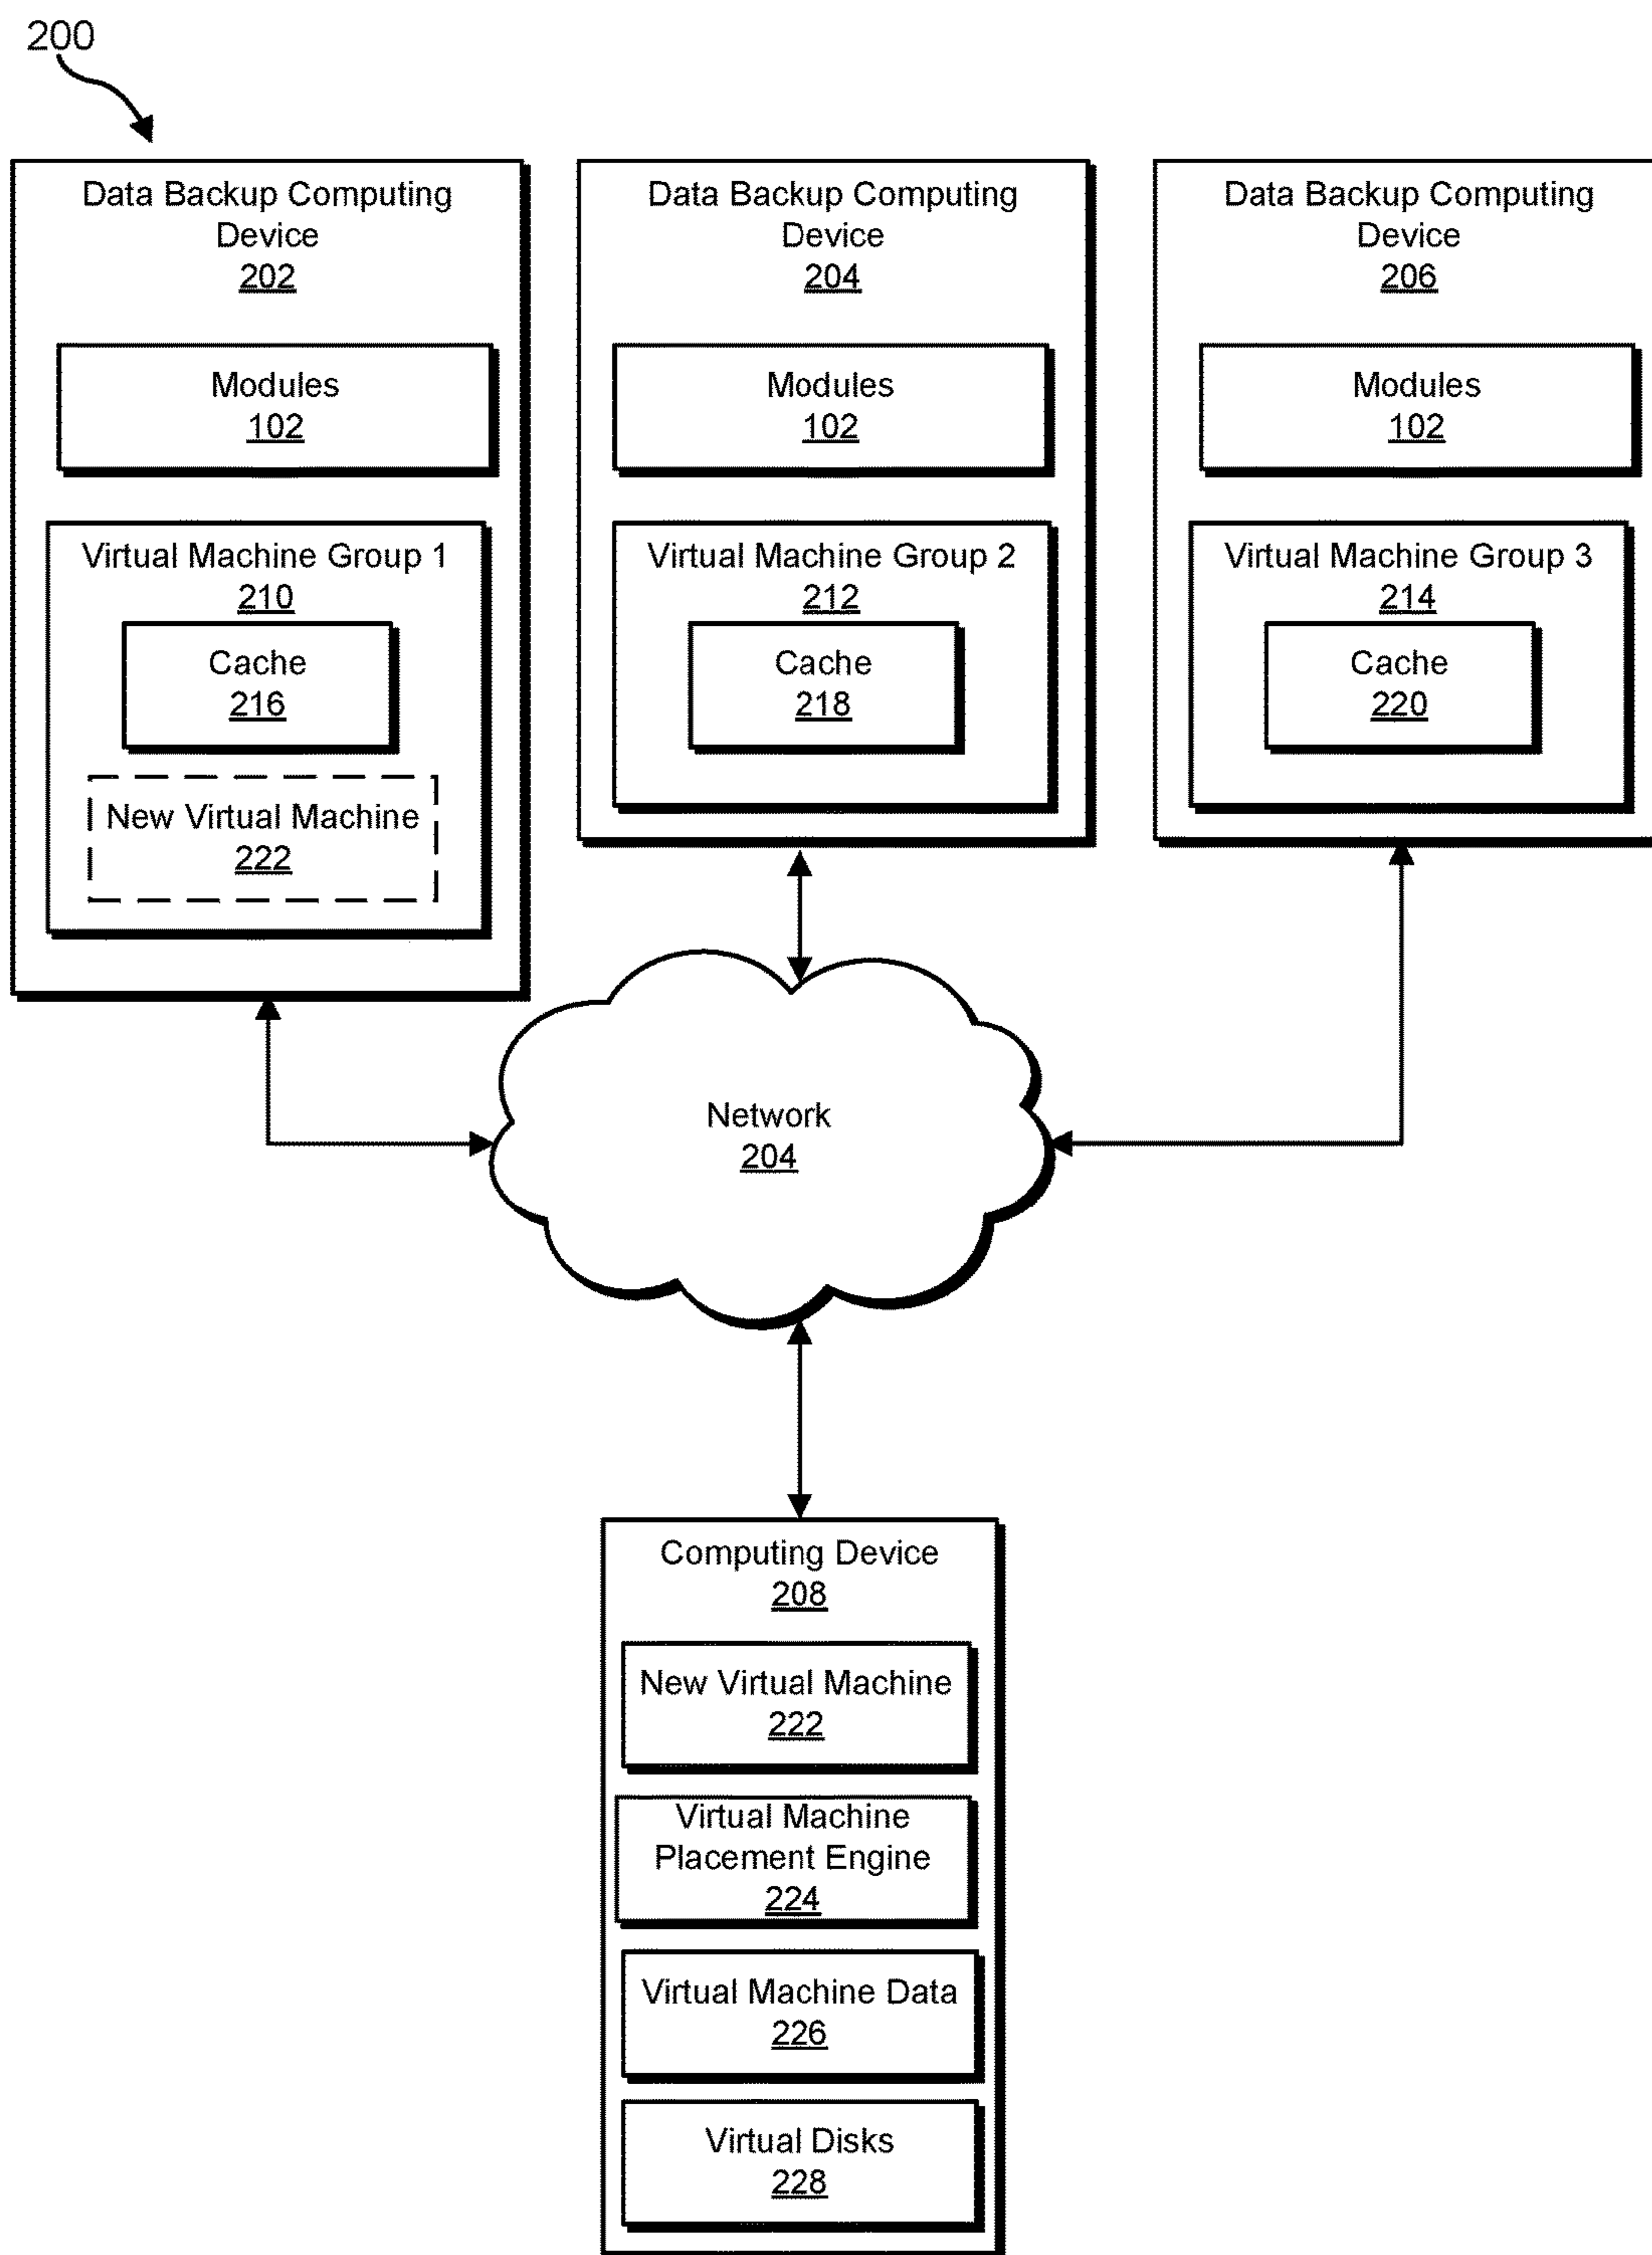 200
Data Backup Computing
Device
202
Modules
102
Virtual Machine Group 1
210
Cache
216
New Virtual Machine
222
Data Backup Computing
Device
204
Modules
102
Virtual Machine Group 2
212
Cache
218
Data Backup Computing
Device
206
Modules
102
Virtual Machine Group 3
214
Cache
220
Network
204
Computing Device
208
New Virtual Machine
222
Virtual Machine
Placement Engine
224
Virtual Machine Data
226
Virtual Disks
228